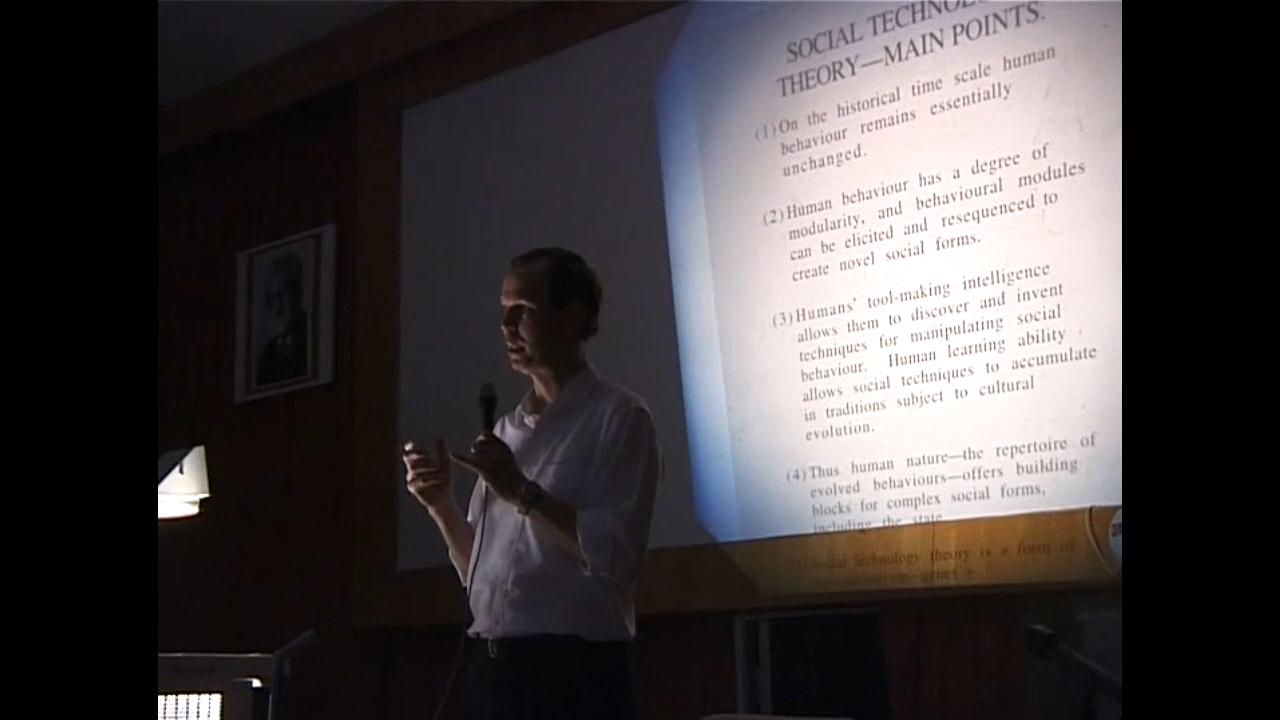 SOCIAL
THEORY—MAIN POINTS.
(1) On the historical time scale human
behaviour remains essentially
unchanged.
(2) Human behaviour has a degree of
modularity, and behavioural modules
can be elicited and resequenced to
create novel social forms.
(3) Humans' tool-making intelligence
allows them to discover and invent
techniques for manipulating social
behaviour. Human learning ability
allows social techniques to accumulate
in traditions subject to cultural
evolution.
(4) Thus human nature—the repertoire of
evolved behaviours—offers building
blocks for complex social forms,
including the state
technology theory is a form of